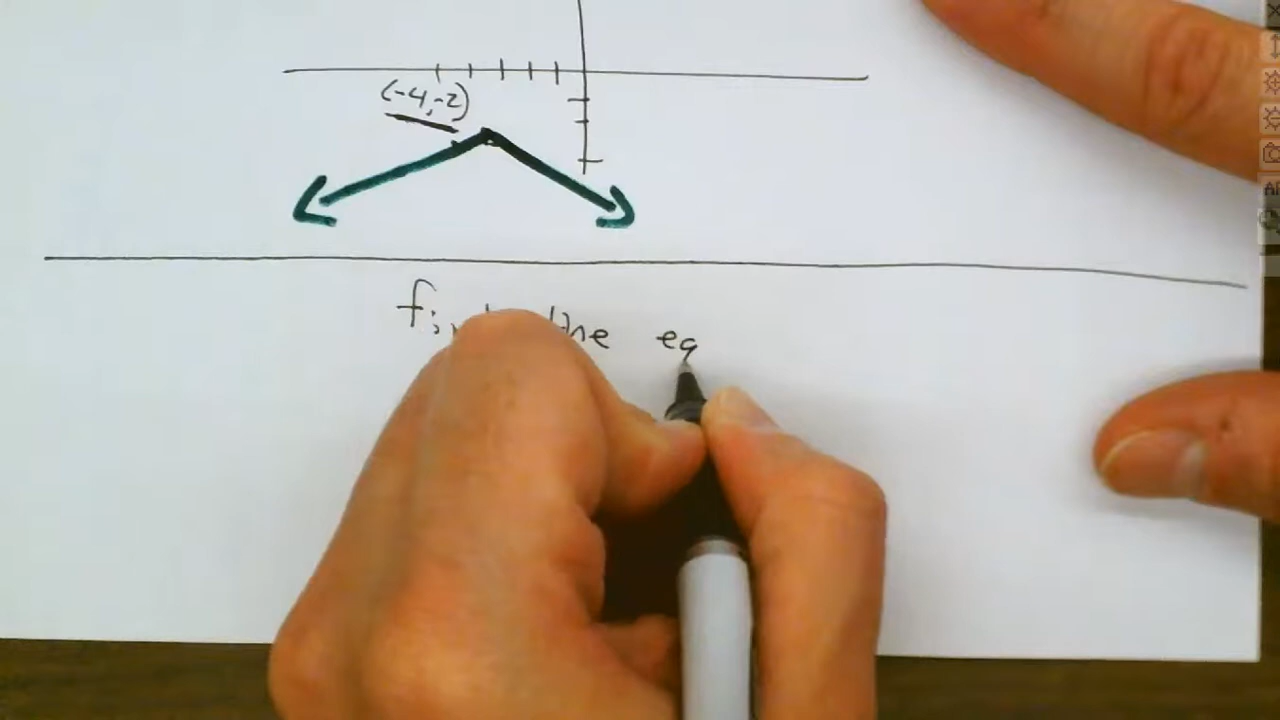 (-4,-2)
the eq